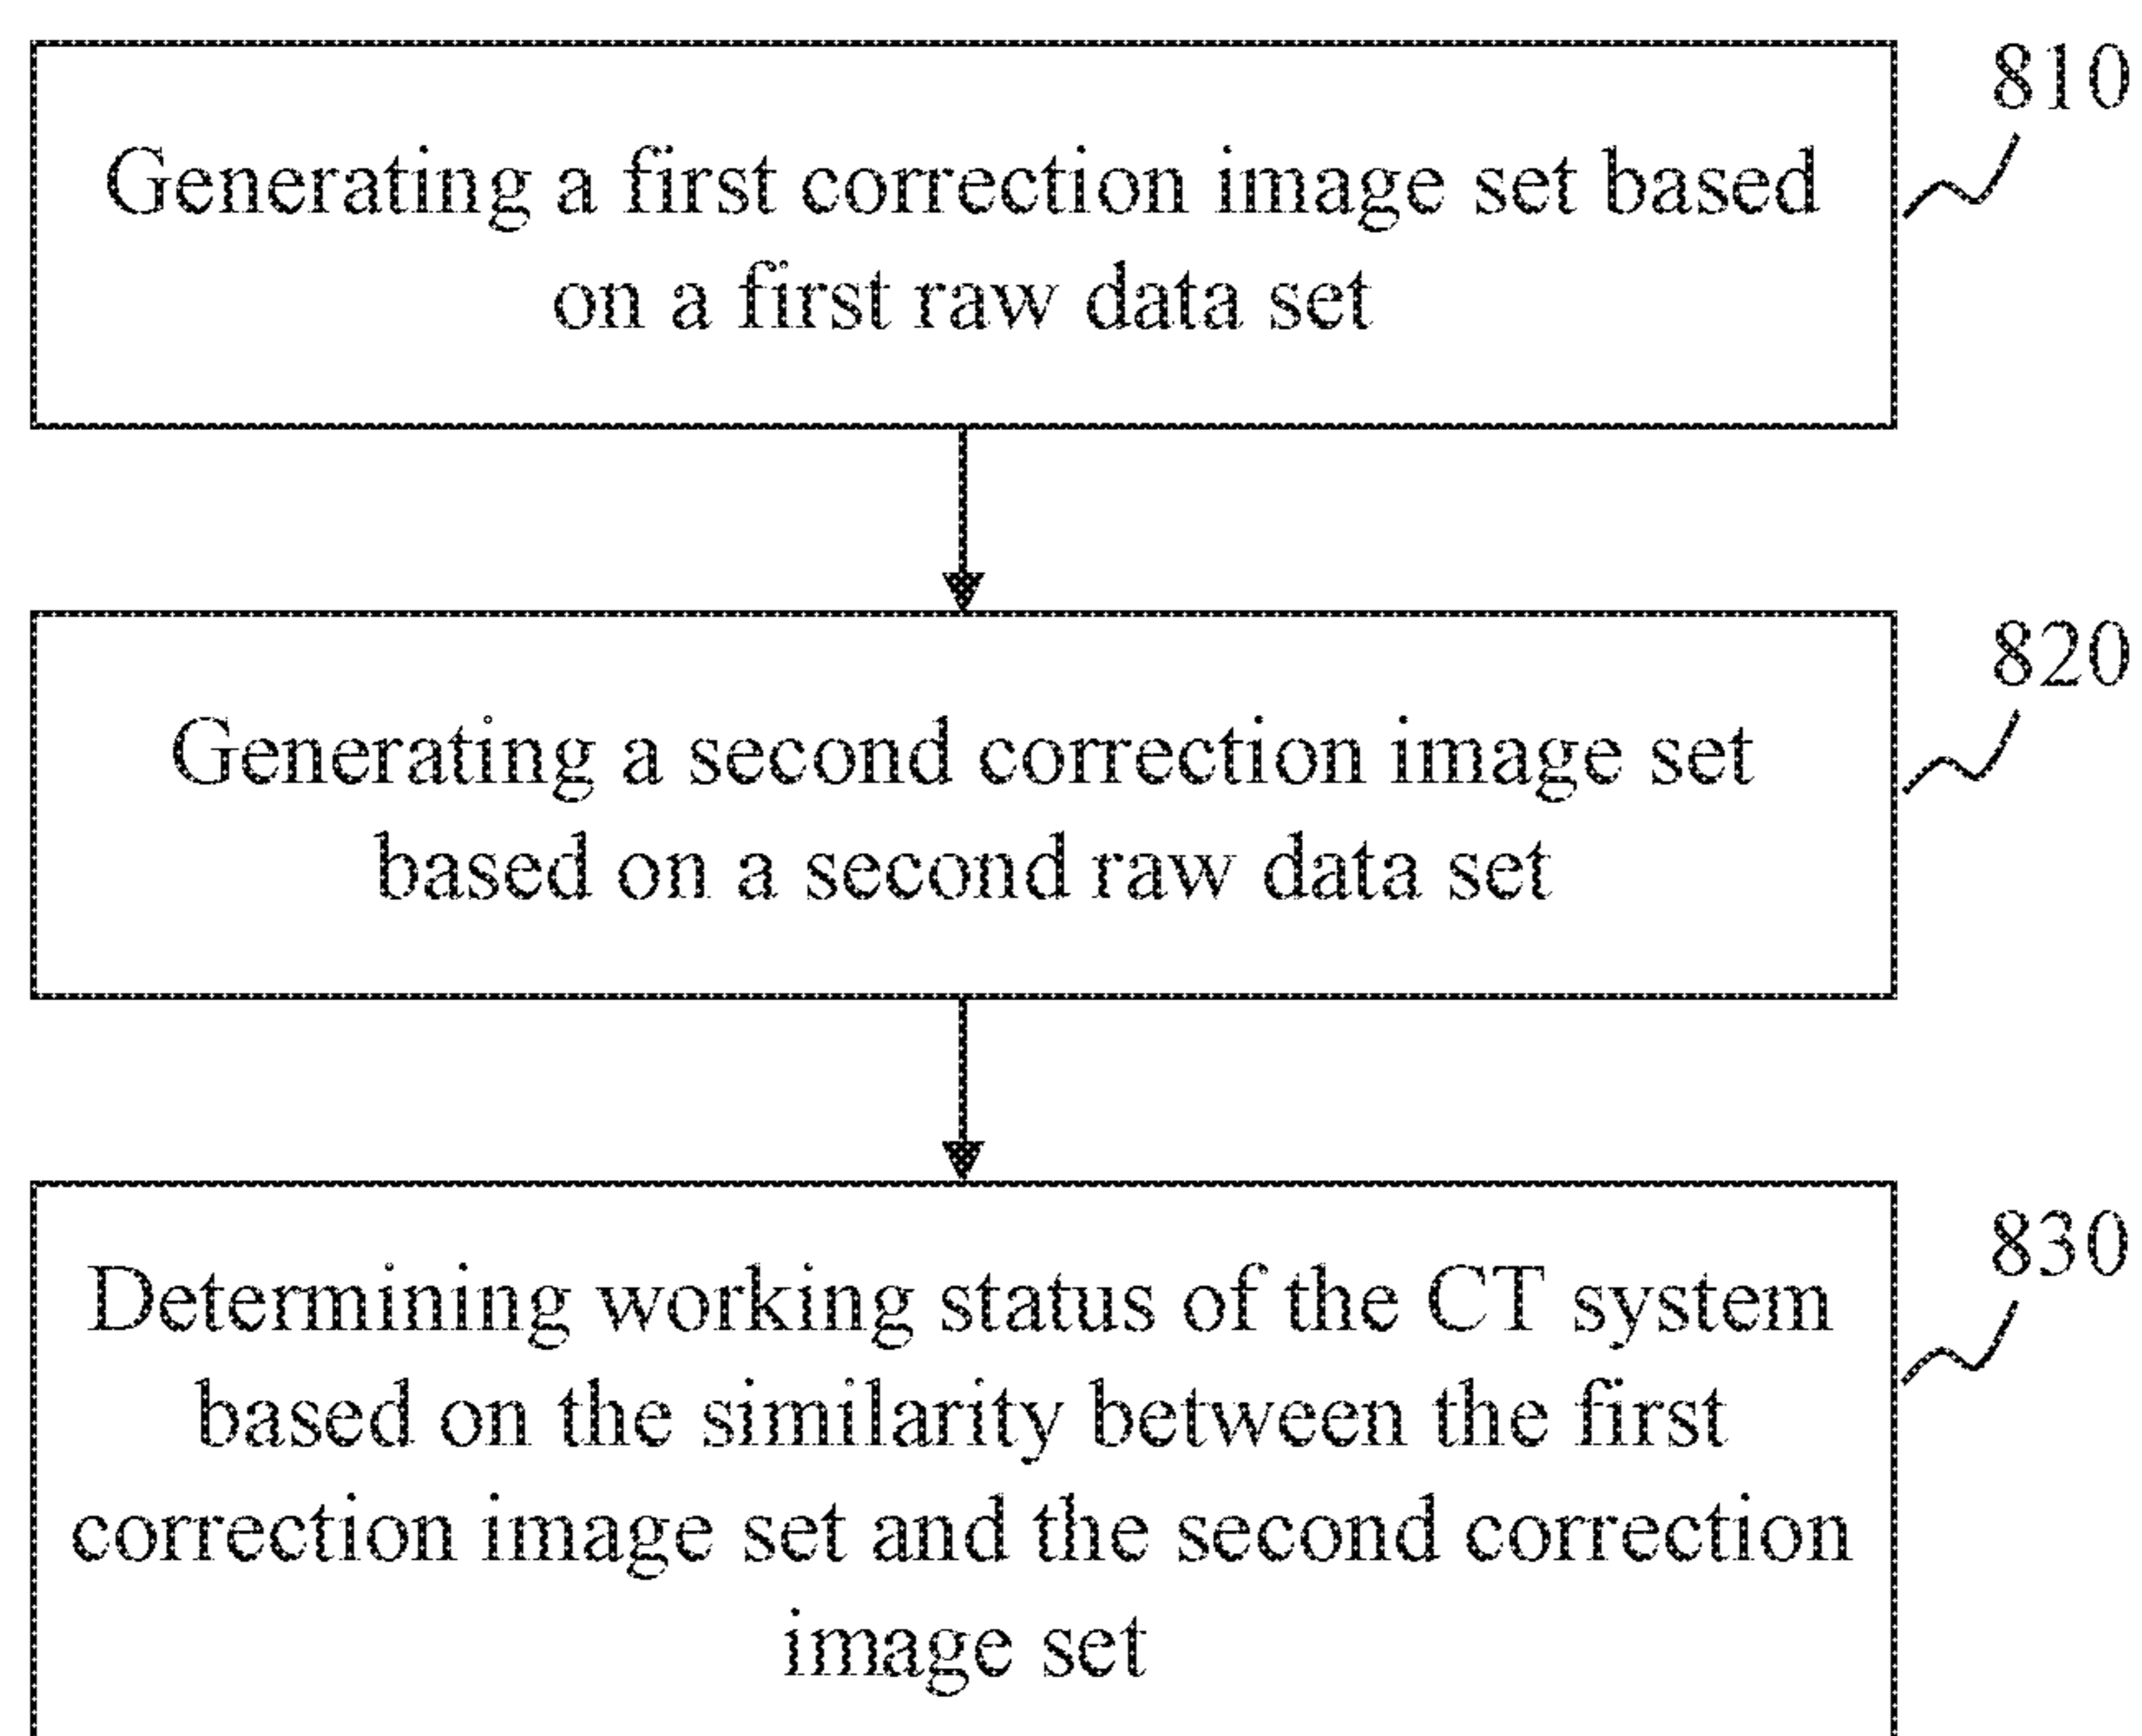 810
Generating a first correction image set based
on a first raw data set
820
Generating a second correction image set
based on a second raw data set
830
Determining working status of the CT system
based on the similarity between the first
correction image set and the second correction
image set